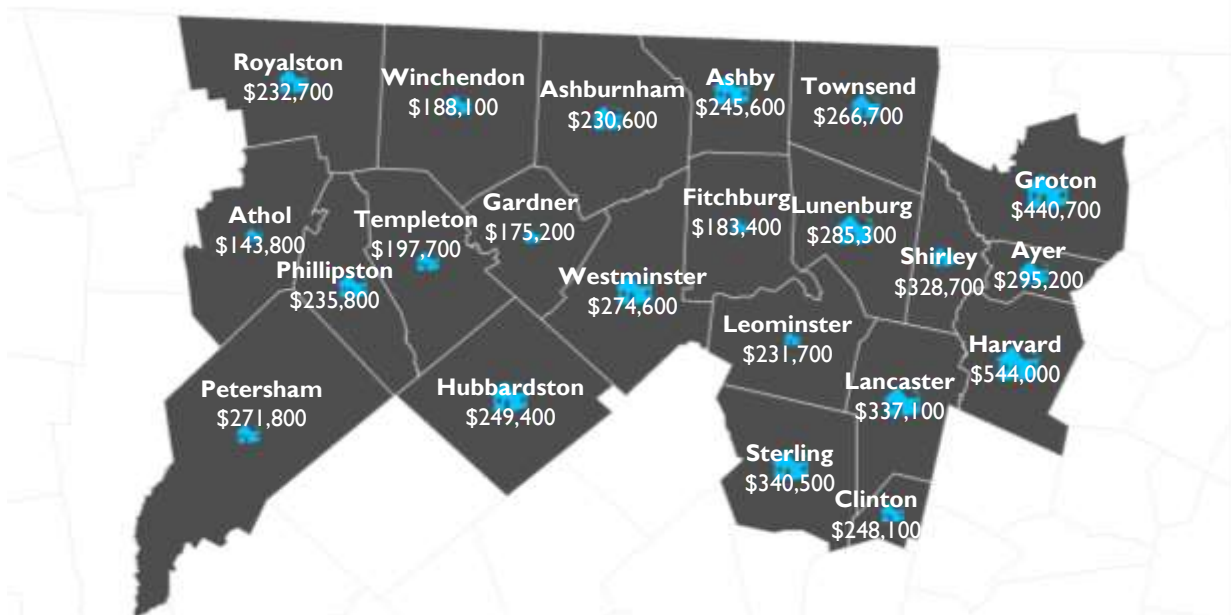 Royalston
$232,700
Winchendon
$188,100
Ashburnham
$230,600
Ashby
$245,600
Townsend
$266,700
Groton
$440,700
Athol
$143,800
Templeton
$197,700
Gardner
$175,200
Fitchburg
$183,400
Lunenburg
$285,300
Shirley
$328,700
Ayer
$295,200
Phillipston
$235,800
Westminster
$274,600
Leominster
$231,700
Harvard
$544,000
Petersham
$271,800
Hubbardston
$249,400
Lancaster
$337,100
Sterling
$340,500
Clinton
$248,100